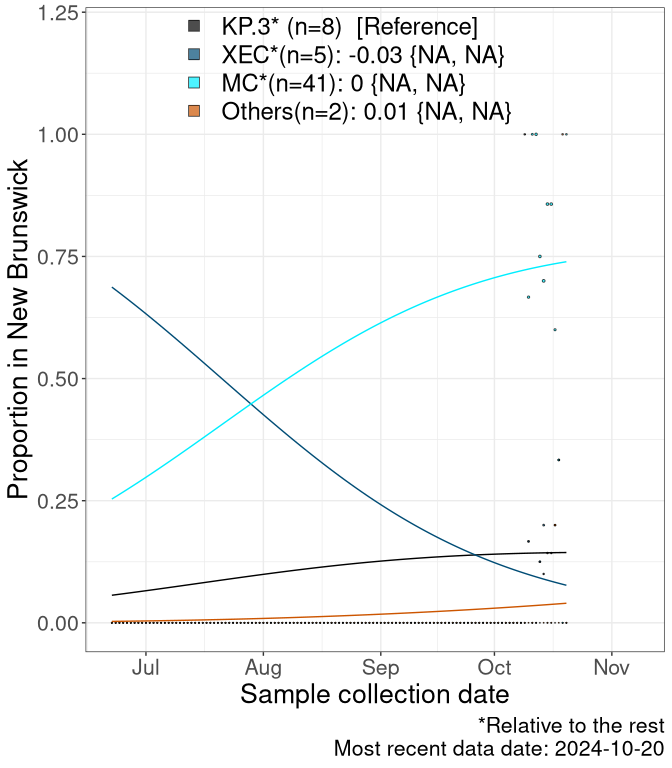 KP.3* (n=8)  [Reference]
XEC*(n=5): -0.03 {NA, NA}
MC*(n=41): 0 {NA, NA}
Others(n=2): 0.01 {NA, NA}
Proportion in New Brunswick
1.25
1.00
0.75
0.50
0.25
0.00
Jul Aug Sep Oct Nov
Sample collection date
*Relative to the rest
Most recent data date: 2024-10-20